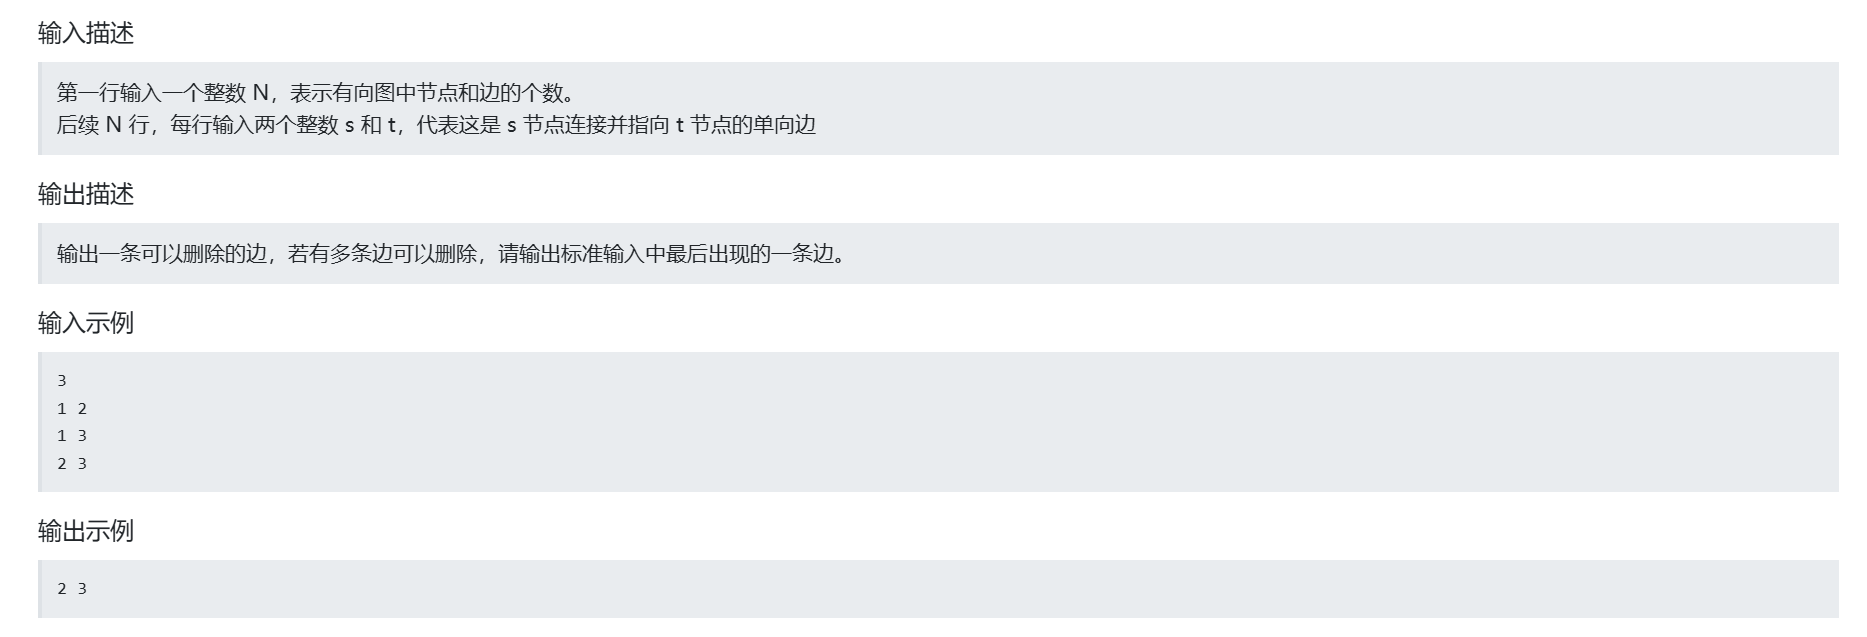 输入描述
第一行输入一个整数 N，表示有向图中节点和边的个数。
后续 N 行，每行输入两个整数 s 和 t，代表这是 s 节点连接并指向 t 节点的单向边
输出描述
输出一条可以删除的边，若有多条边可以删除，请输出标准输入中最后出现的一条边。
输入示例
3
1 2
1 3
2 3
输出示例
2 3